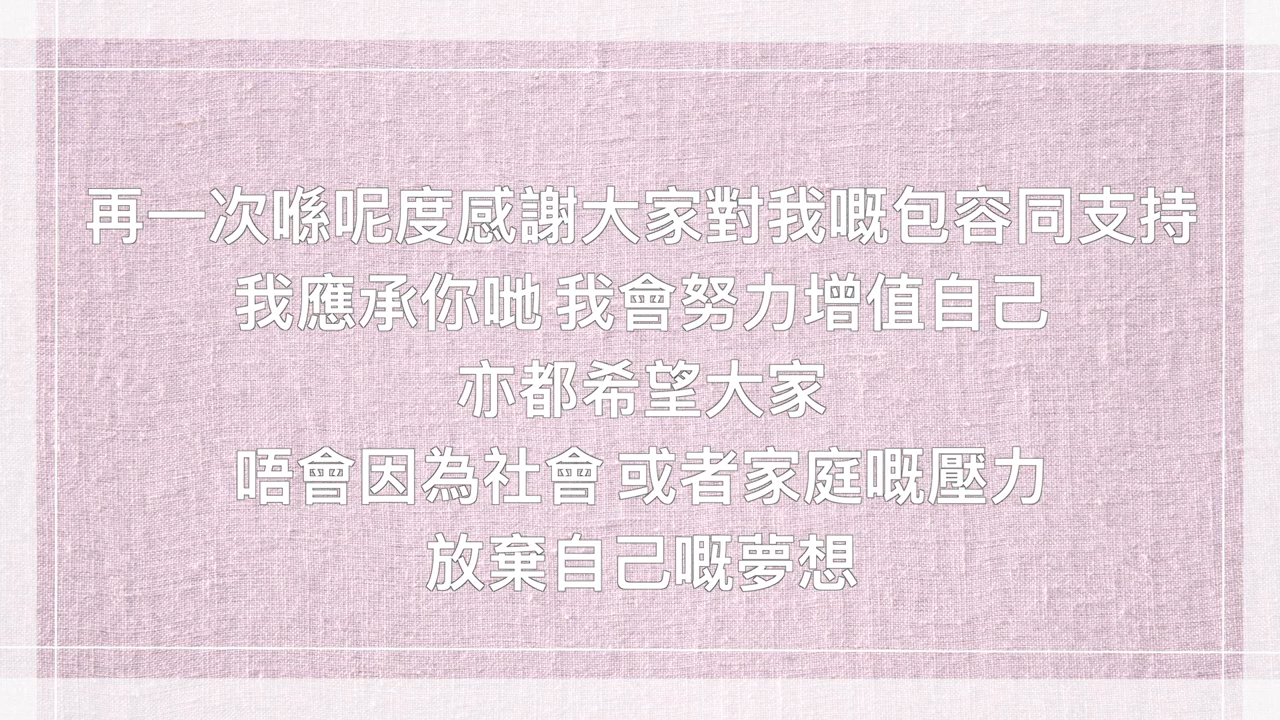 再一次喺呢度感謝大家對我嘅包容同支持
我應承你哋 我會努力增值自己
亦都希望大家
唔會因為社會 或者家庭嘅壓力
放棄自己嘅夢想